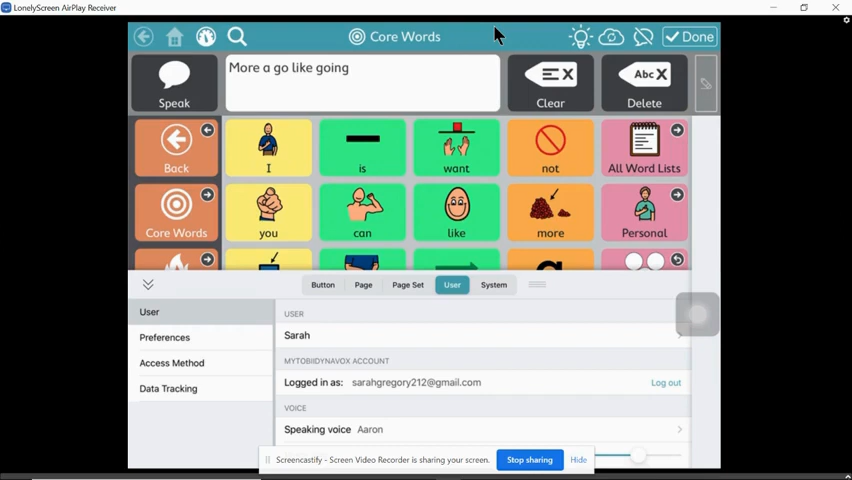 LonelyScreen AirPlay Receiver
Core Words
Done
More a go like going
Speak
Clear
Abc X
Delete
Back
I
is
want
not
All Word Lists
Core Words
you
can
like
more
Personal
a
Button
Page
Page Set
User
System
User
Preferences
Access Method
Data Tracking
USER
Sarah
MYTOBIIDYNAVOX ACCOUNT
Logged in as: sarahgregory212@gmail.com
Log out
VOICE
Speaking voice Aaron
Screencastify - Screen Video Recorder is sharing your screen.
Stop sharing
Hide